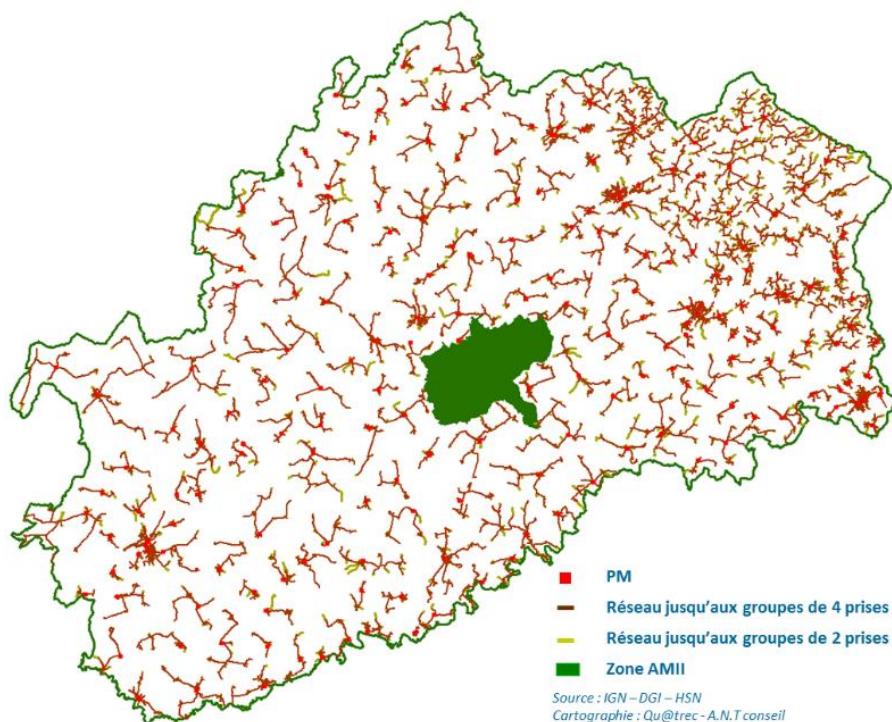 PM
Réseau jusqu'aux groupes de 4 prises
Réseau jusqu'aux groupes de 2 prises
Zone AMII
Source : IGN – DGI – HSN
Cartographie : Qu@trec - A.N.T conseil